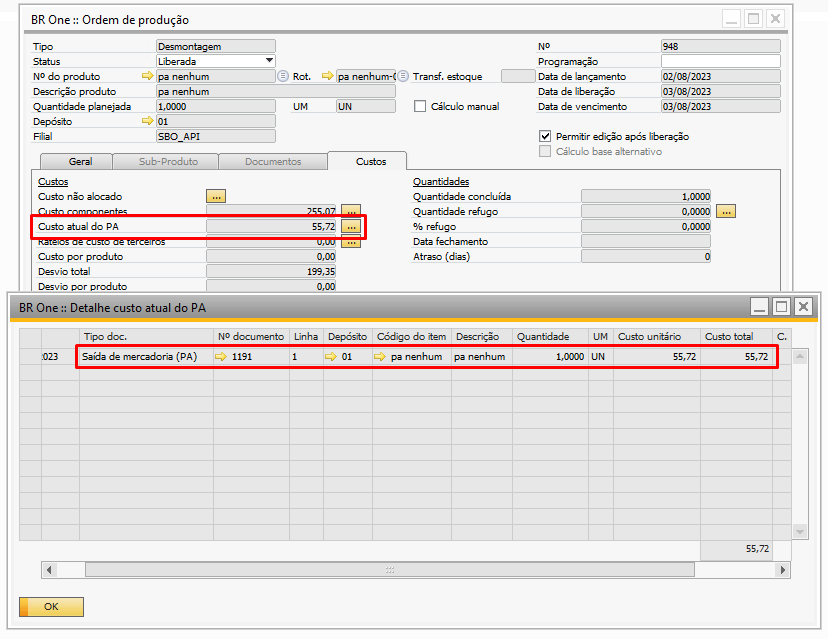 BR One :: Ordem de produção
Tipo Desmontagem Nº 948
Status Liberada Programação
Nº do produto pa nenhum Rot. pa nenhum-( Transf. estoque Data de lançamento 02/08/2023
Descrição produto pa nenhum Data de liberação 03/08/2023
Quantidade planejada 1,0000 UM UN Cálculo manual Data de vencimento 03/08/2023
Depósito 01
Filial SBO_API Permitir edição após liberação
Cálculo base alternativo
Geral Sub-Produto Documentos Custos
Custos Quantidades
Custo não alocado ... Quantidade concluída 1,0000
Custo componentes 255,07 ... Quantidade refugo 0,0000 ...
Custo atual do PA 55,72 ... % refugo 0,0000
Rateios de custo de terceiros 0,00 ... Data fechamento
Custo por produto 0,00 Atraso (dias) 0
Desvio total 199,35
Desvio por produto 0,00
BR One :: Detalhe custo atual do PA
Tipo doc. Nº documento Linha Depósito Código do item Descrição Quantidade UM Custo unitário Custo total C.
2023 Saída de mercadoria (PA) 1191 1 01 pa nenhum pa nenhum 1,0000 UN 55,72 55,72
55,72
OK